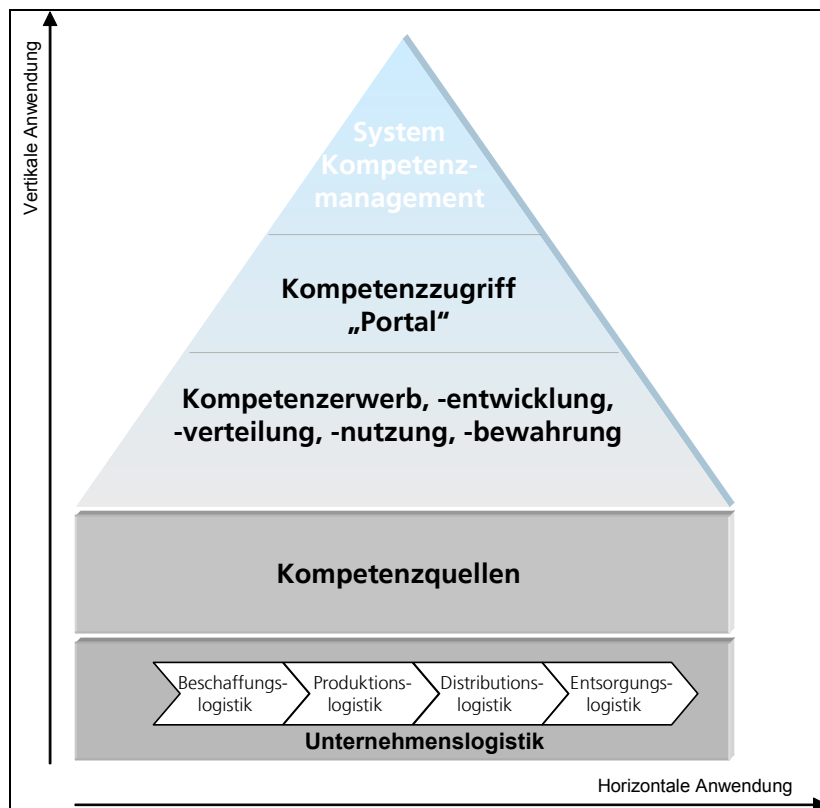 Vertikale Anwendung
System
Kompetenz-
management
Kompetenzzugriff
„Portal“
Kompetenzerwerb, -entwicklung,
-verteilung, -nutzung, -bewahrung
Kompetenzquellen
Beschaffungs-
logistik
Produktions-
logistik
Distributions-
logistik
Entsorgungs-
logistik
Unternehmenslogistik
Horizontale Anwendung